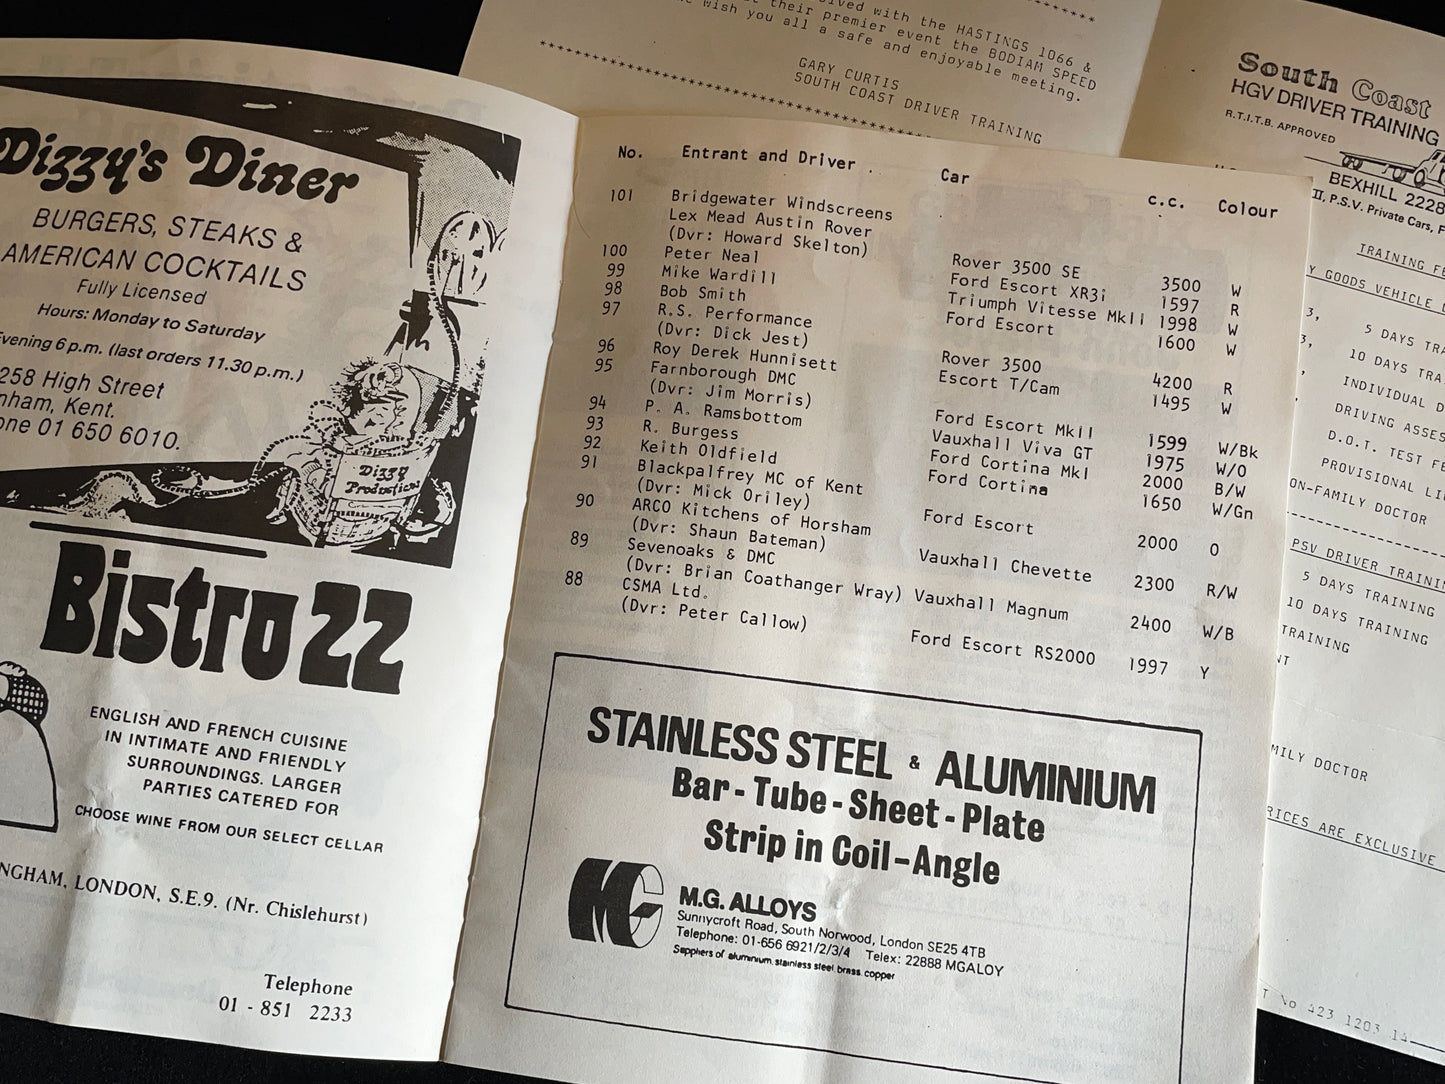 Dizzy's Diner
BURGERS, STEAKS &
AMERICAN COCKTAILS
Fully Licensed
Hours: Monday to Saturday
Evening 6 p.m. (last orders 11.30 p.m.)
258 High Street
nham, Kent.
one 01 650 6010.
Dizzy
Productions
Bistro 22
ENGLISH AND FRENCH CUISINE
IN INTIMATE AND FRIENDLY
SURROUNDINGS. LARGER
PARTIES CATERED FOR
CHOOSE WINE FROM OUR SELECT CELLAR
NGHAM, LONDON, S.E.9. (Nr. Chislehurst)
Telephone
01 - 851 2233
olved with the HASTINGS 1066 &
their premier event the BODIAM SPEED
wish you all a safe and enjoyable meeting.
GARY CURTIS
SOUTH COAST DRIVER TRAINING
No. Entrant and Driver Car c.c. Colour
101 Bridgewater Windscreens
Lex Mead Austin Rover
(Dvr: Howard Skelton) Rover 3500 SE 3500 W
100 Peter Neal Ford Escort XR3i 1597 R
99 Mike Wardill Triumph Vitesse MkII 1998 W
98 Bob Smith Ford Escort 1600 W
97 R.S. Performance
(Dvr: Dick Jest) Rover 3500 4200 R
96 Roy Derek Hunnisett Escort T/Cam 1495 W
95 Farnborough DMC
(Dvr: Jim Morris) Ford Escort MkII 1599 W/Bk
94 P. A. Ramsbottom Vauxhall Viva GT 1975 W/O
93 R. Burgess Ford Cortina MkI 2000 B/W
92 Keith Oldfield Ford Cortina 1650 W/Gn
91 Blackpalfrey MC of Kent
(Dvr: Mick Oriley) Ford Escort 2000 O
90 ARCO Kitchens of Horsham
(Dvr: Shaun Bateman) Vauxhall Chevette 2300 R/W
89 Sevenoaks & DMC
(Dvr: Brian Coathanger Wray) Vauxhall Magnum 2400 W/B
88 CSMA Ltd.
(Dvr: Peter Callow) Ford Escort RS2000 1997 Y
STAINLESS STEEL & ALUMINIUM
Bar - Tube - Sheet - Plate
Strip in Coil - Angle
M.G. ALLOYS
Sunnycroft Road, South Norwood, London SE25 4TB
Telephone: 01-656 6921/2/3/4 Telex: 22888 MGALOY
Suppliers of aluminium, stainless steel, brass, copper
South Coast
HGV DRIVER TRAINING
R.T.I.T.B. APPROVED
BEXHILL 2228
II, P.S.V. Private Cars, F
TRAINING FE
Y GOODS VEHICLE
3, 5 DAYS TRA
3, 10 DAYS TRA
INDIVIDUAL D
DRIVING ASSES
D.O.T. TEST FE
PROVISIONAL LI
ON-FAMILY DOCTOR
PSV DRIVER TRAININ
5 DAYS TRAINING
10 DAYS TRAINING
TRAINING
NT
MILY DOCTOR
RICES ARE EXCLUSIVE
T No 423 1203 14